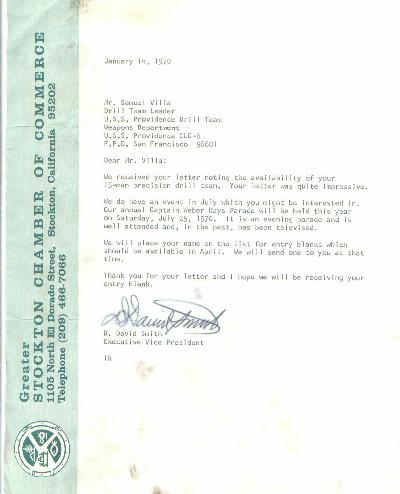 Greater
STOCKTON CHAMBER OF COMMERCE
1105 North El Dorado Street, Stockton, California 95202
Telephone (209) 466-7066
January 14, 1970
Mr. Samuel Villa
Drill Team Leader
U.S.S. Providence Drill Team
Weapons Department
U.S.S. Providence CLG-6
F.P.O. San Francisco 96601
Dear Mr. Villa:
We received your letter noting the availability of your
15-man precision drill team. Your letter was quite impressive.
We do have an event in July which you might be interested in.
Our annual Captain Weber Days Parade will be held this year
on Saturday, July 25, 1970. It is an evening parade and is
well attended and, in the past, has been televised.
We will place your name on the list for entry blanks which
should be available in April. We will send one to you at that
time.
Thank you for your letter and I hope we will be receiving your
entry blank.
D. David Smith
D. David Smith
Executive Vice President
lh